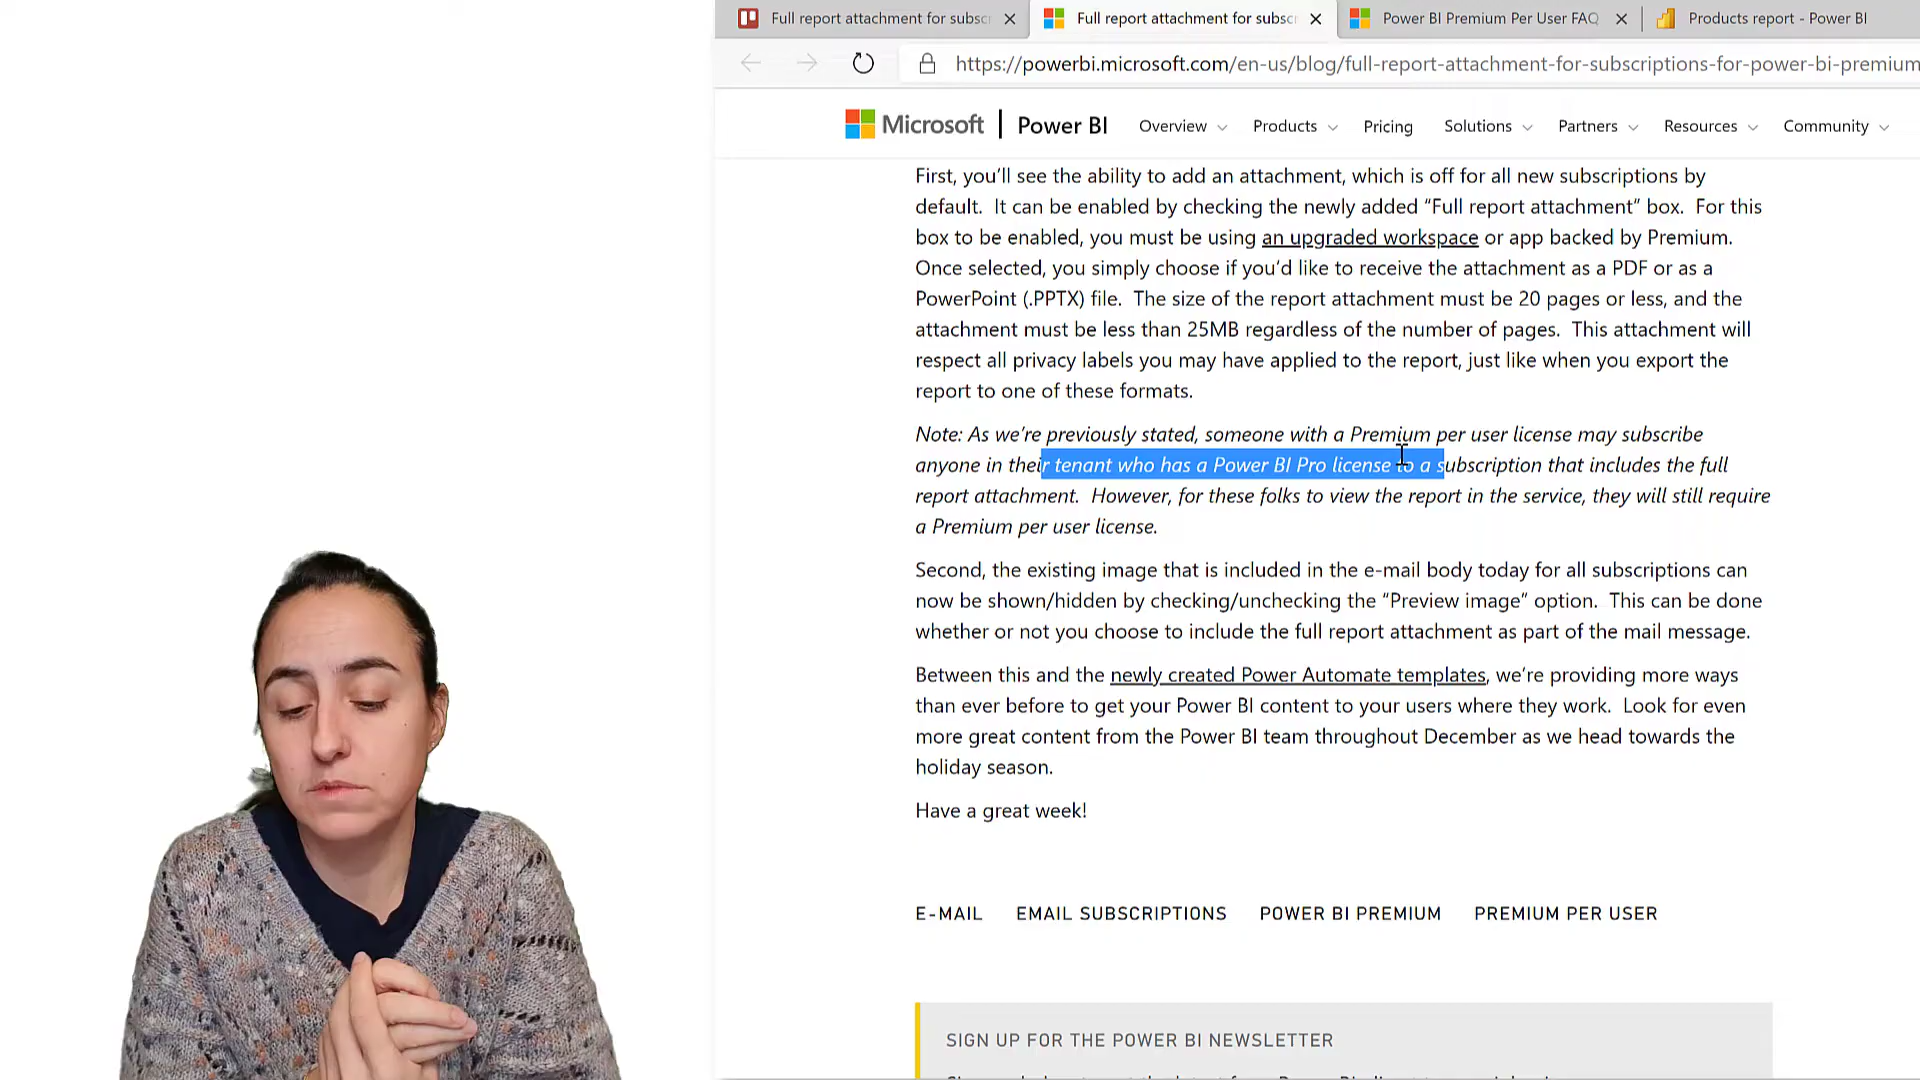 Full report attachment for subsc
Full report attachment for subsc
Power BI Premium Per User FAQ
Products report - Power BI
https://powerbi.microsoft.com/en-us/blog/full-report-attachment-for-subscriptions-for-power-bi-premium
Microsoft | Power BI
Overview
Products
Pricing
Solutions
Partners
Resources
Community
First, you’ll see the ability to add an attachment, which is off for all new subscriptions by
default.  It can be enabled by checking the newly added “Full report attachment” box.  For this
box to be enabled, you must be using an upgraded workspace or app backed by Premium.
Once selected, you simply choose if you’d like to receive the attachment as a PDF or as a
PowerPoint (.PPTX) file.  The size of the report attachment must be 20 pages or less, and the
attachment must be less than 25MB regardless of the number of pages.  This attachment will
respect all privacy labels you may have applied to the report, just like when you export the
report to one of these formats.
Note: As we’re previously stated, someone with a Premium per user license may subscribe
anyone in their tenant who has a Power BI Pro license to a subscription that includes the full
report attachment.  However, for these folks to view the report in the service, they will still require
a Premium per user license.
Second, the existing image that is included in the e-mail body today for all subscriptions can
now be shown/hidden by checking/unchecking the “Preview image” option.  This can be done
whether or not you choose to include the full report attachment as part of the mail message.
Between this and the newly created Power Automate templates, we’re providing more ways
than ever before to get your Power BI content to your users where they work.  Look for even
more great content from the Power BI team throughout December as we head towards the
holiday season.
Have a great week!
E-MAIL
EMAIL SUBSCRIPTIONS
POWER BI PREMIUM
PREMIUM PER USER
SIGN UP FOR THE POWER BI NEWSLETTER